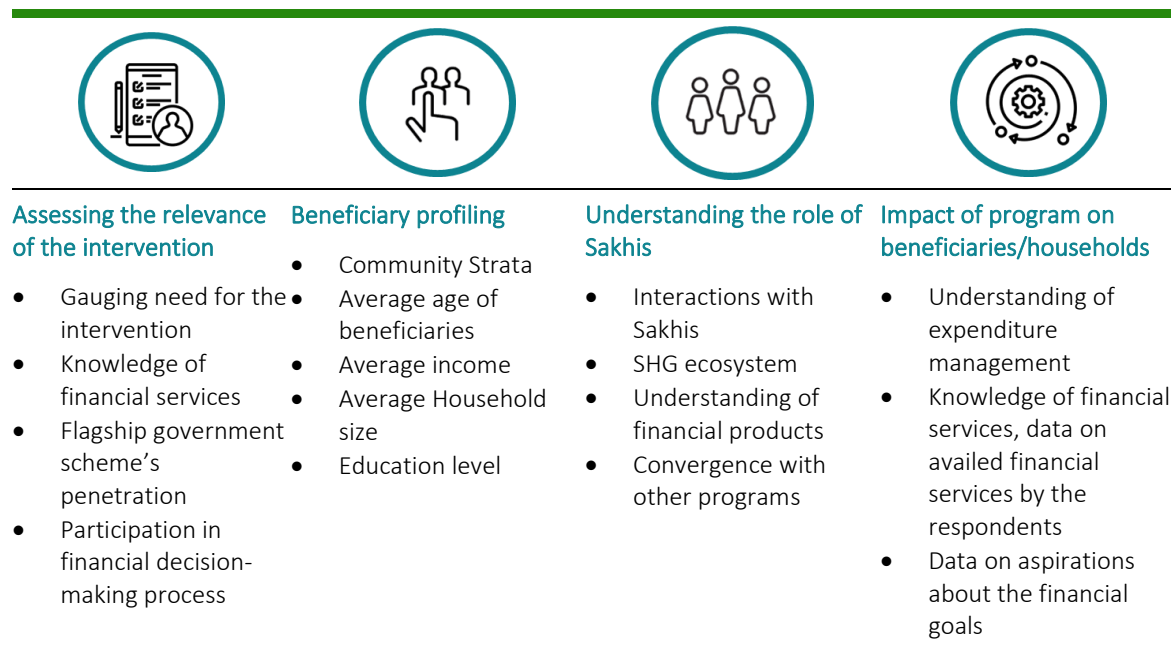 Assessing the relevance
of the intervention
• Gauging need for the
intervention
• Knowledge of
financial services
• Flagship government
scheme’s
penetration
• Participation in
financial decision-
making process
Beneficiary profiling
• Community Strata
• Average age of
beneficiaries
• Average income
• Average Household
size
• Education level
Understanding the role of
Sakhis
• Interactions with
Sakhis
• SHG ecosystem
• Understanding of
financial products
• Convergence with
other programs
Impact of program on
beneficiaries/households
• Understanding of
expenditure
management
• Knowledge of financial
services, data on
availed financial
services by the
respondents
• Data on aspirations
about the financial
goals